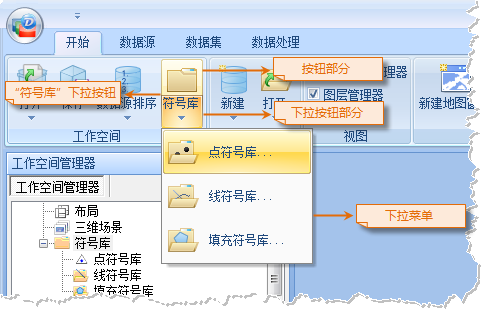 开始 数据源 数据集 数据处理
按钮部分
“符号库”下拉按钮
打开 保存 数据源排序 符号库 新建 打开
理器
图层管理器
新建地图窗
下拉按钮部分
工作空间 视图
工作空间管理器
工作空间管理器
点符号库...
线符号库...
填充符号库...
下拉菜单
布局
三维场景
符号库
点符号库
线符号库
填充符号库